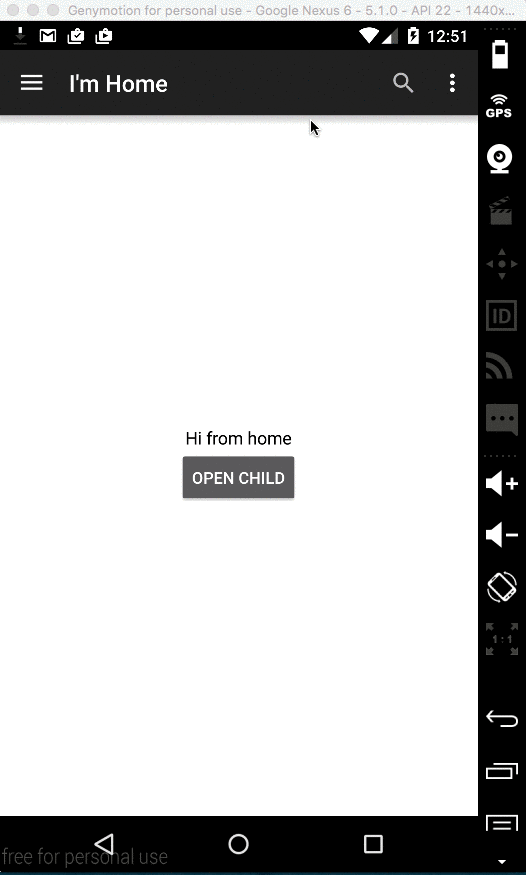 Genymotion for personal use - Google Nexus 6 - 5.1.0 - API 22 - 1440x...
12:51
I'm Home
GPS
ID
Hi from home
OPEN CHILD
1:1
free for personal use